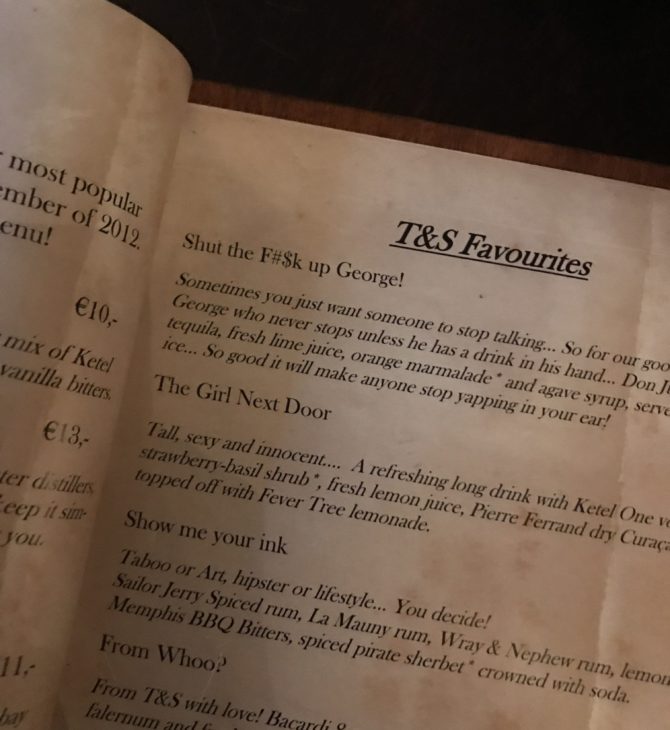 most popular
ember of 2012.
enu!
€10,-
mix of Ketel
vanilla bitters.
€13,-
ter distillers,
keep it sim-
you.
11,-
bay
T&S Favourites
Shut the F#$k up George!
Sometimes you just want someone to stop talking... So for our goo
George who never stops unless he has a drink in his hand... Don Ju
tequila, fresh lime juice, orange marmalade* and agave syrup, serve
ice... So good it will make anyone stop yapping in your ear!
The Girl Next Door
Tall, sexy and innocent.... A refreshing long drink with Ketel One vo
strawberry-basil shrub*, fresh lemon juice, Pierre Ferrand dry Curaça
topped off with Fever Tree lemonade.
Show me your ink
Taboo or Art, hipster or lifestyle... You decide!
Sailor Jerry Spiced rum, La Mauny rum, Wray & Nephew rum, lemon
Memphis BBQ Bitters, spiced pirate sherbet* crowned with soda.
From Whoo?
From T&S with love! Bacardi 8
falernum and